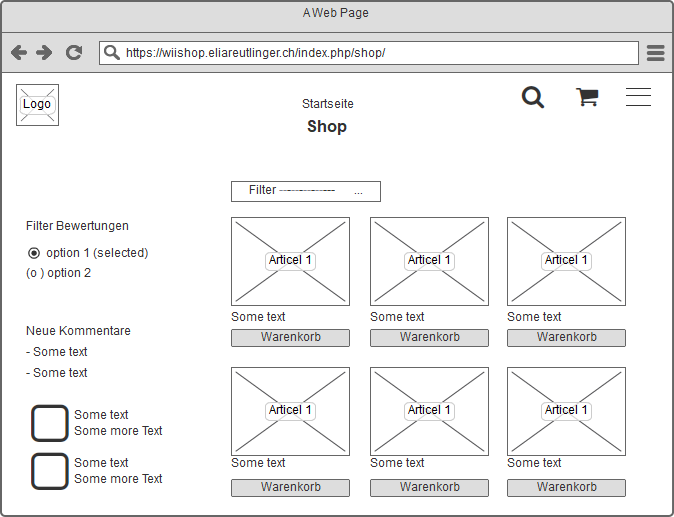 A Web Page
https://wiishop.eliareutlinger.ch/index.php/shop/
Logo
Startseite
Shop
Filter ...
Filter Bewertungen
option 1 (selected)
(o ) option 2
Neue Kommentare
- Some text
- Some text
Some text
Some more Text
Some text
Some more Text
Articel 1 Articel 1 Articel 1
Some text Some text Some text
Warenkorb Warenkorb Warenkorb
Articel 1 Articel 1 Articel 1
Some text Some text Some text
Warenkorb Warenkorb Warenkorb